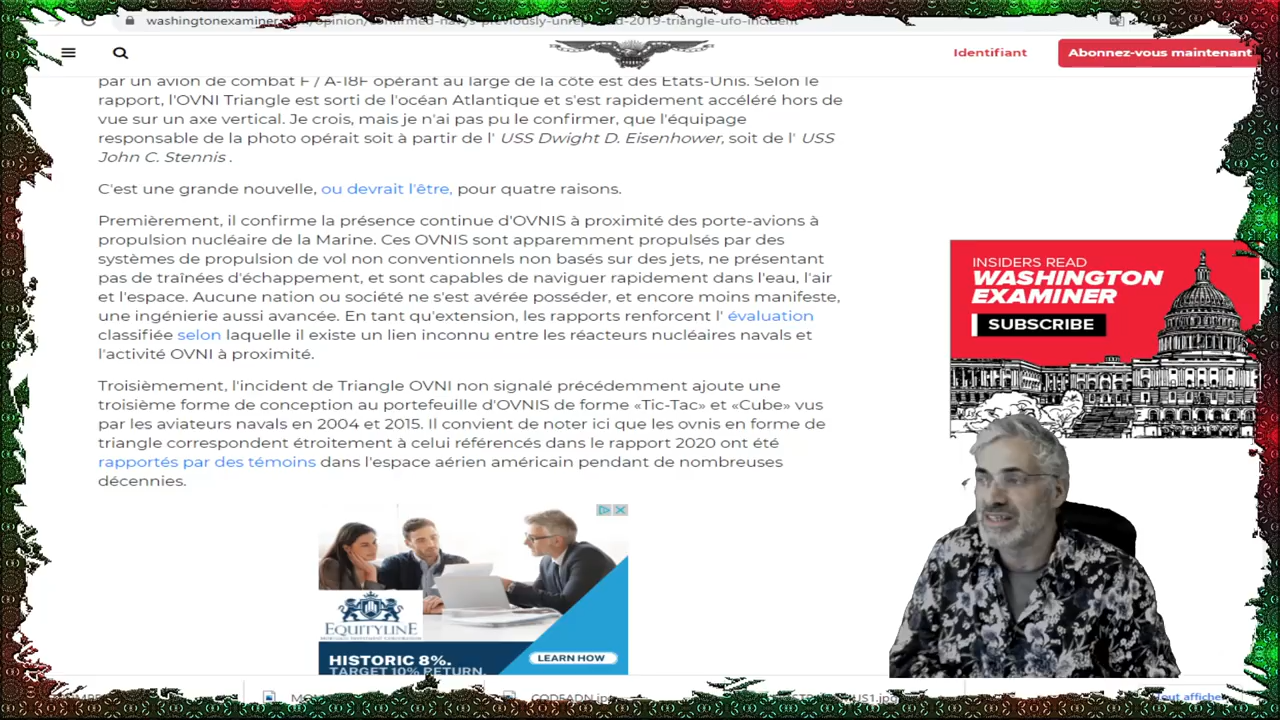 washingtonexaminer
opinion/confirmed-navys-previously-unrep
d-2019-triangle-ufo-incident
Identifiant
Abonnez-vous maintenant
par un avion de combat F / A-18F opérant au large de la côte est des États-Unis. Selon le
rapport, l'OVNI Triangle est sorti de l'océan Atlantique et s'est rapidement accéléré hors de
vue sur un axe vertical. Je crois, mais je n'ai pas pu le confirmer, que l'équipage
responsable de la photo opérait soit à partir de l' USS Dwight D. Eisenhower, soit de l' USS
John C. Stennis .
C'est une grande nouvelle, ou devrait l'être, pour quatre raisons.
Premièrement, il confirme la présence continue d'OVNIS à proximité des porte-avions à
propulsion nucléaire de la Marine. Ces OVNIS sont apparemment propulsés par des
systèmes de propulsion de vol non conventionnels non basés sur des jets, ne présentant
pas de traînées d'échappement, et sont capables de naviguer rapidement dans l'eau, l'air
et l'espace. Aucune nation ou société ne s'est avérée posséder, et encore moins manifeste,
une ingénierie aussi avancée. En tant qu'extension, les rapports renforcent l' évaluation
classifiée selon laquelle il existe un lien inconnu entre les réacteurs nucléaires navals et
l'activité OVNI à proximité.
Troisièmement, l'incident de Triangle OVNI non signalé précédemment ajoute une
troisième forme de conception au portefeuille d'OVNIS de forme «Tic-Tac» et «Cube» vus
par les aviateurs navals en 2004 et 2015. Il convient de noter ici que les ovnis en forme de
triangle correspondent étroitement à celui référencés dans le rapport 2020 ont été
rapportés par des témoins dans l'espace aérien américain pendant de nombreuses
décennies.
INSIDERS READ
WASHINGTON
EXAMINER
SUBSCRIBE
EQUITYLINE
HISTORIC 8%.
TARGET 10% RETURN.
LEARN HOW
CODEADN.jpg
US1.jpg
out affiche